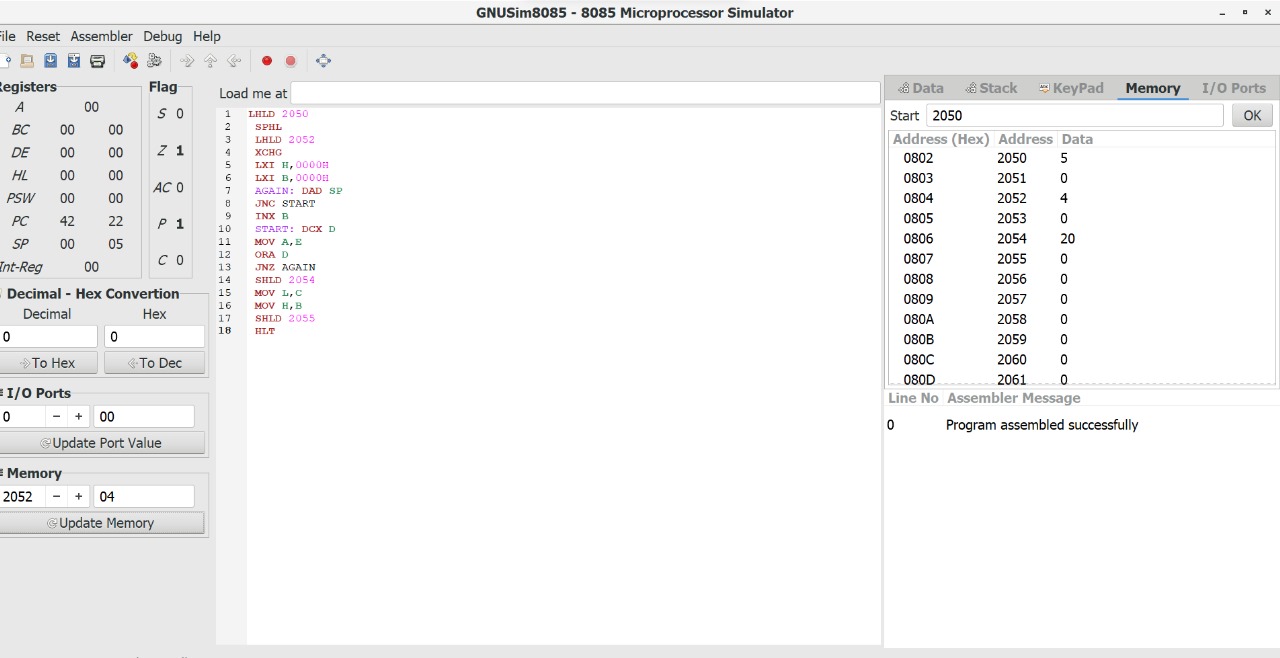 GNUSim8085 - 8085 Microprocessor Simulator
File Reset Assembler Debug Help
Registers
A 00
BC 00 00
DE 00 00
HL 00 00
PSW 00 00
PC 42 22
SP 00 05
Int-Reg 00
Flag
S 0
Z 1
AC 0
P 1
C 0
Decimal - Hex Convertion
Decimal Hex
0 0
To Hex To Dec
I/O Ports
0 − + 00
Update Port Value
Memory
2052 − + 04
Update Memory
Load me at
1 LHLD 2050
2 SPHL
3 LHLD 2052
4 XCHG
5 LXI H,0000H
6 LXI B,0000H
7 AGAIN: DAD SP
8 JNC START
9 INX B
10 START: DCX D
11 MOV A,E
12 ORA D
13 JNZ AGAIN
14 SHLD 2054
15 MOV L,C
16 MOV H,B
17 SHLD 2055
18 HLT
Data Stack KeyPad Memory I/O Ports
Start 2050 OK
Address (Hex) Address Data
0802 2050 5
0803 2051 0
0804 2052 4
0805 2053 0
0806 2054 20
0807 2055 0
0808 2056 0
0809 2057 0
080A 2058 0
080B 2059 0
080C 2060 0
080D 2061 0
Line No Assembler Message
0 Program assembled successfully